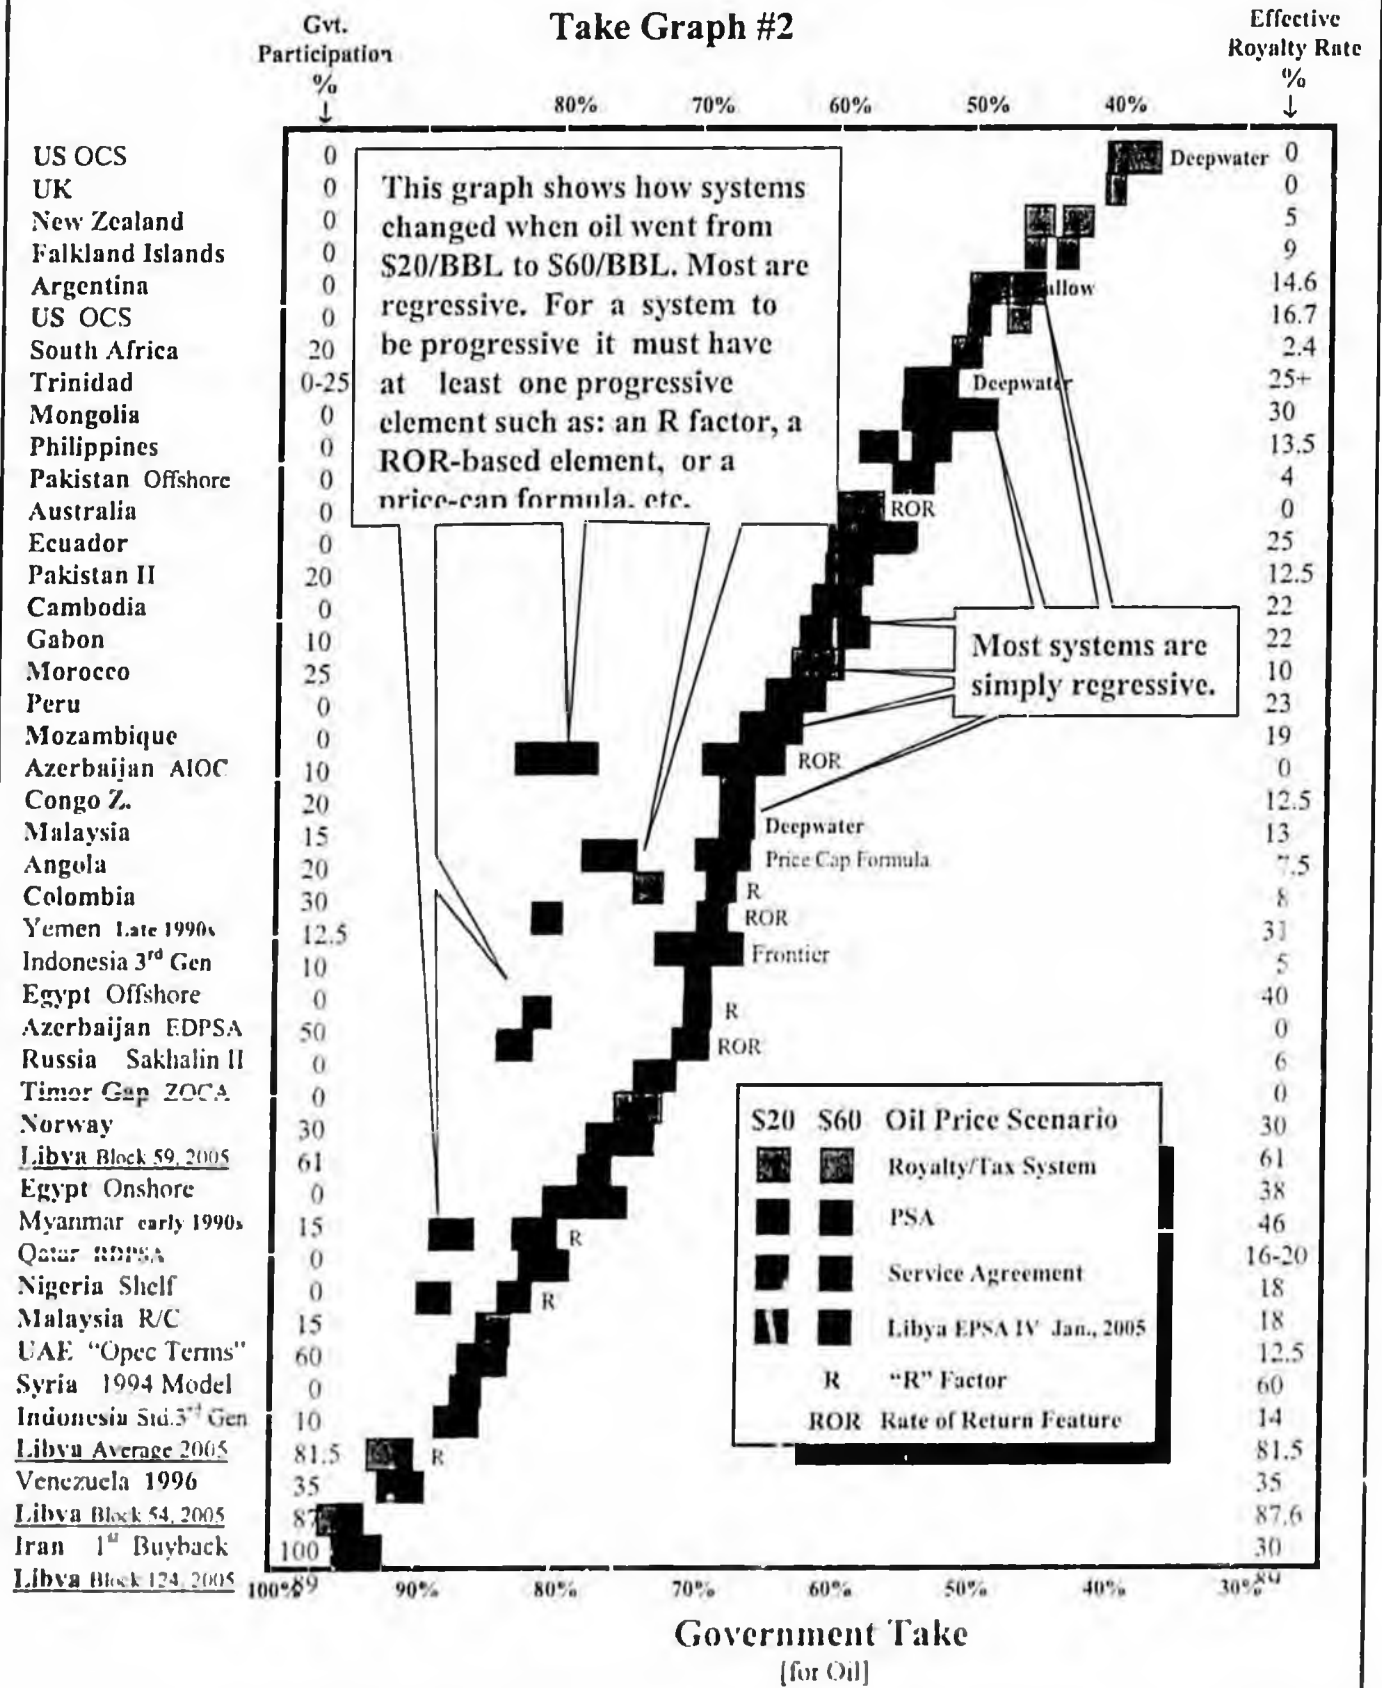 Take Graph #2
Gvt.
Participation
%
↓
Effective
Royalty Rate
%
↓
80% 70% 60% 50% 40%
US OCS 0 Deepwater 0
UK 0 0
New Zealand 0 5
Falkland Islands 0 9
Argentina 0 allow 14.6
US OCS 0 16.7
South Africa 20 2.4
Trinidad 0-25 Deepwater 25+
Mongolia 0 30
Philippines 0 13.5
Pakistan Offshore 0 4
Australia 0 ROR 0
Ecuador 0 25
Pakistan II 20 12.5
Cambodia 0 22
Gabon 10 22
Morocco 25 10
Peru 0 23
Mozambique 0 19
Azerbaijan AIOC 10 ROR 0
Congo Z. 20 12.5
Malaysia 15 Deepwater 13
Angola 20 Price Cap Formula 7.5
Colombia 30 R 8
Yemen Late 1990s 12.5 ROR 31
Indonesia 3rd Gen 10 Frontier 5
Egypt Offshore 0 R 40
Azerbaijan EDPSA 50 ROR 0
Russia Sakhalin II 0 6
Timor Gap ZOCA 0 0
Norway 30 30
Libya Block 59, 2005 61 61
Egypt Onshore 0 38
Myanmar early 1990s 15 R 46
Qatar RDPSA 0 16-20
Nigeria Shelf 0 R 18
Malaysia R/C 15 18
UAE “Opec Terms” 60 12.5
Syria 1994 Model 0 60
Indonesia Std.3rd Gen 10 14
Libya Average 2005 81.5 R 81.5
Venezuela 1996 35 35
Libya Block 54, 2005 87 87.6
Iran 1st Buyback 100 30
Libya Block 124, 2005 89 89
This graph shows how systems
changed when oil went from
$20/BBL to $60/BBL. Most are
regressive. For a system to
be progressive it must have
at least one progressive
element such as: an R factor, a
ROR-based element, or a
price-cap formula, etc.
Most systems are
simply regressive.
$20 $60 Oil Price Scenario
Royalty/Tax System
PSA
Service Agreement
Libya EPSA IV Jan., 2005
R “R” Factor
ROR Rate of Return Feature
100% 90% 80% 70% 60% 50% 40% 30%
Government Take
[for Oil]